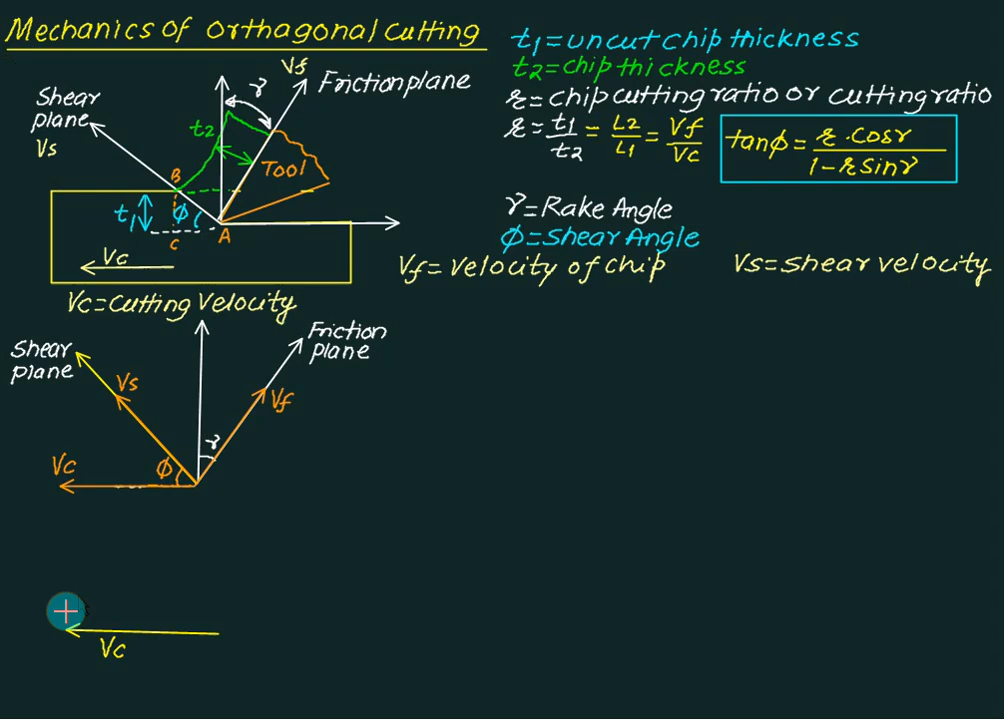 Mechanics of Orthagonal Cutting
t1=uncut chip thickness
t2=chip thickness
r=chip cutting ratio or cutting ratio
r=t1/t2=L2/L1=Vf/Vc
tanϕ=r.cosγ/1-r sinγ
γ=Rake Angle
ϕ=Shear Angle
Vf=Velocity of chip
Vs=shear velocity
Vf
Friction plane
γ
Shear
plane
Vs
t2
B
Tool
t1
ϕ
C
A
Vc
Vc=Cutting Velocity
Friction
plane
Shear
plane
Vs
Vf
γ
Vc
ϕ
Vc